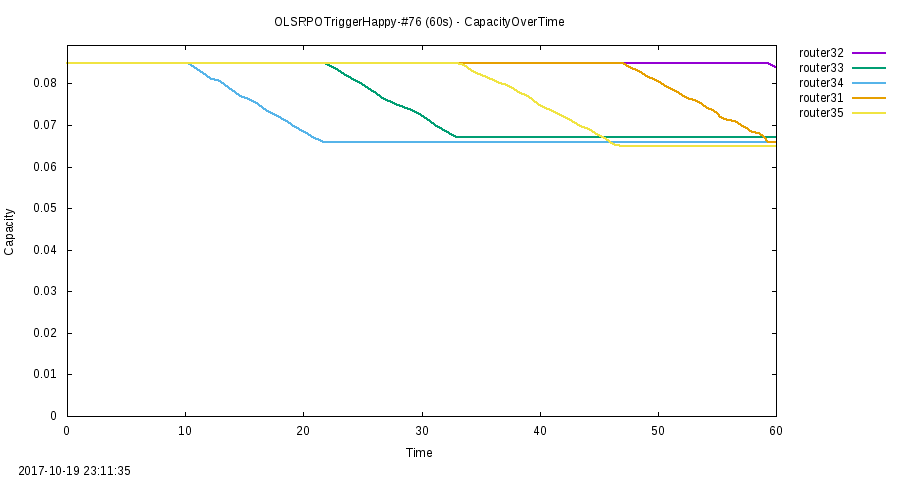 OLSRPOTriggerHappy-#76 (60s) - CapacityOverTime
router32
router33
router34
router31
router35
0.08
0.07
0.06
0.05
0.04
0.03
0.02
0.01
0
Capacity
0 10 20 30 40 50 60
Time
2017-10-19 23:11:35